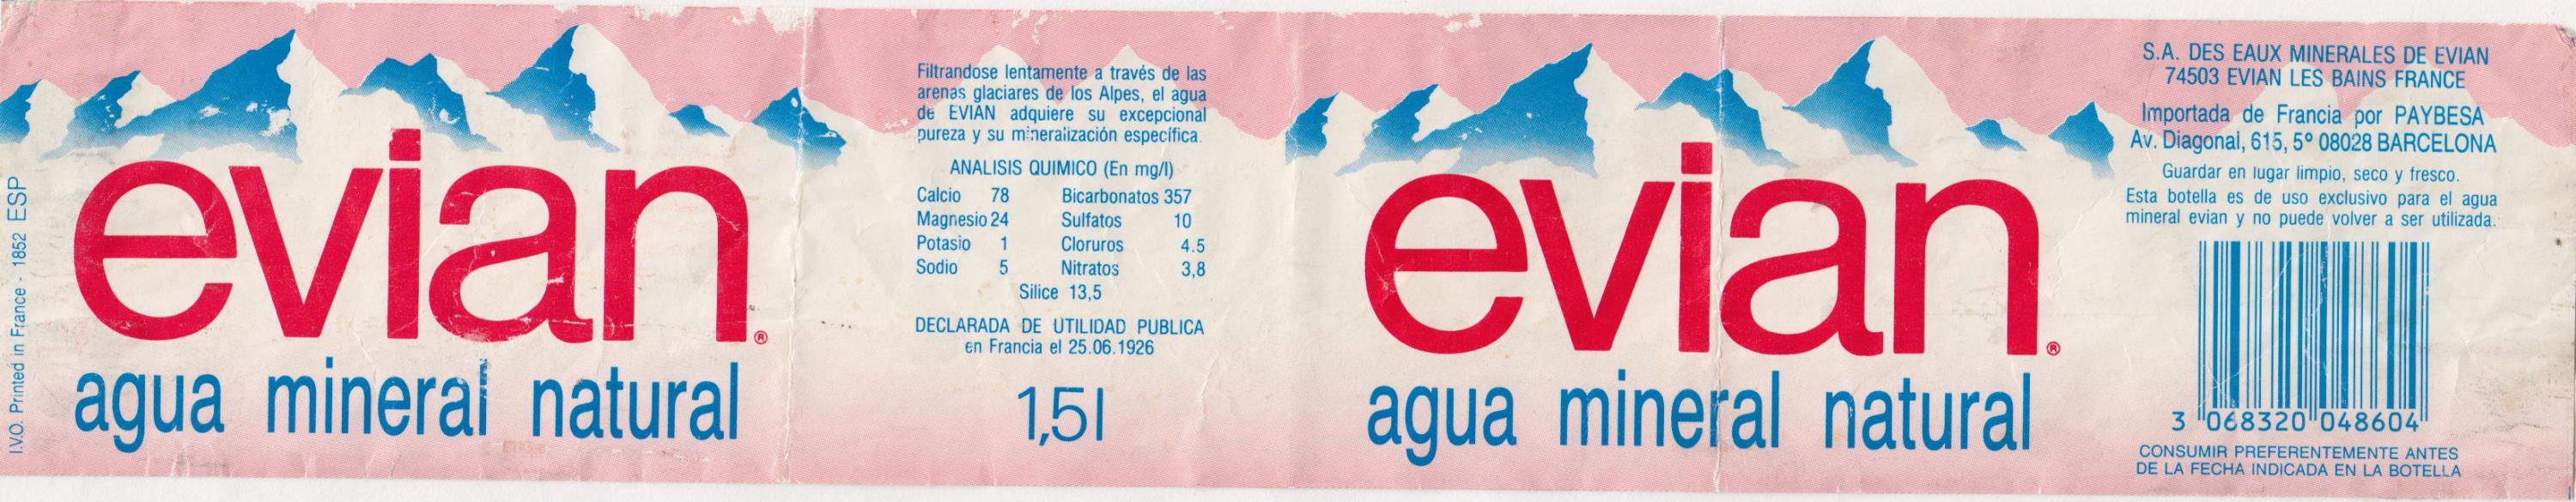 I.V.O. Printed in France - 1852 ESP
evian®
agua mineral natural
Filtrandose lentamente a través de las
arenas glaciares de los Alpes, el agua
de EVIAN adquiere su excepcional
pureza y su mineralización específica.
ANALISIS QUIMICO (En mg/l)
Calcio 78 Bicarbonatos 357
Magnesio 24 Sulfatos 10
Potasio 1 Cloruros 4.5
Sodio 5 Nitratos 3,8
Silice 13,5
DECLARADA DE UTILIDAD PUBLICA
en Francia el 25.06.1926
1,5l
evian®
agua mineral natural
S.A. DES EAUX MINERALES DE EVIAN
74503 EVIAN LES BAINS FRANCE
Importada de Francia por PAYBESA
Av. Diagonal, 615, 5º 08028 BARCELONA
Guardar en lugar limpio, seco y fresco.
Esta botella es de uso exclusivo para el agua
mineral evian y no puede volver a ser utilizada.
3 068320 048604
CONSUMIR PREFERENTEMENTE ANTES
DE LA FECHA INDICADA EN LA BOTELLA